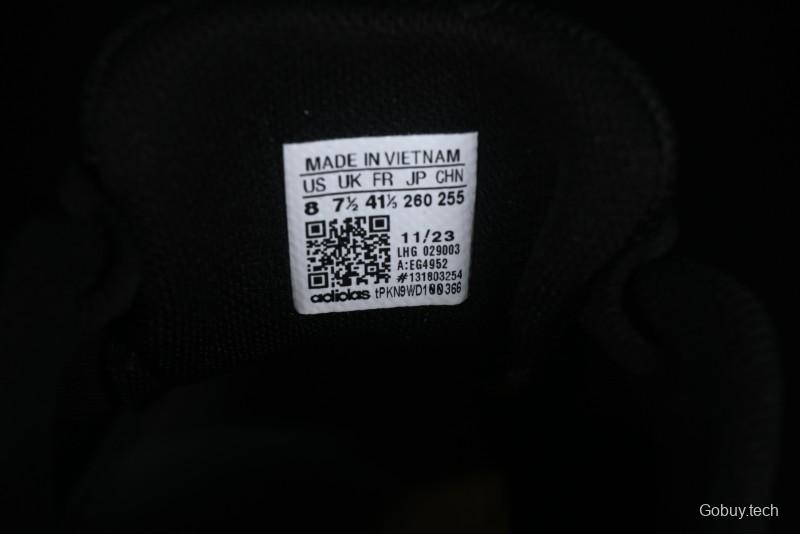 MADE IN VIETNAM
US UK FR JP CHN
8 7½ 41⅓ 260 255
11/23
LHG 029003
A:EG4952
#131803254
adidas tPKN9WD100366
Gobuy.tech